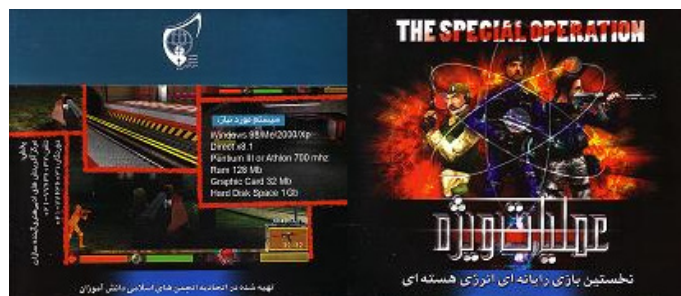 THE SPECIAL OPERATION
عملیات ویژه
نخستین بازی رایانه ای انرژی هسته ای
سیستم مورد نیاز:
Windows 98/Me/2000/Xp
Direct x8.1
Pentium III or Athlon 700 mhz
Ram 128 Mb
Graphic Card 32 Mb
Hard Disk Space 1Gb
پخش:
تهیه شده در اتحادیه انجمن های اسلامی دانش آموزان